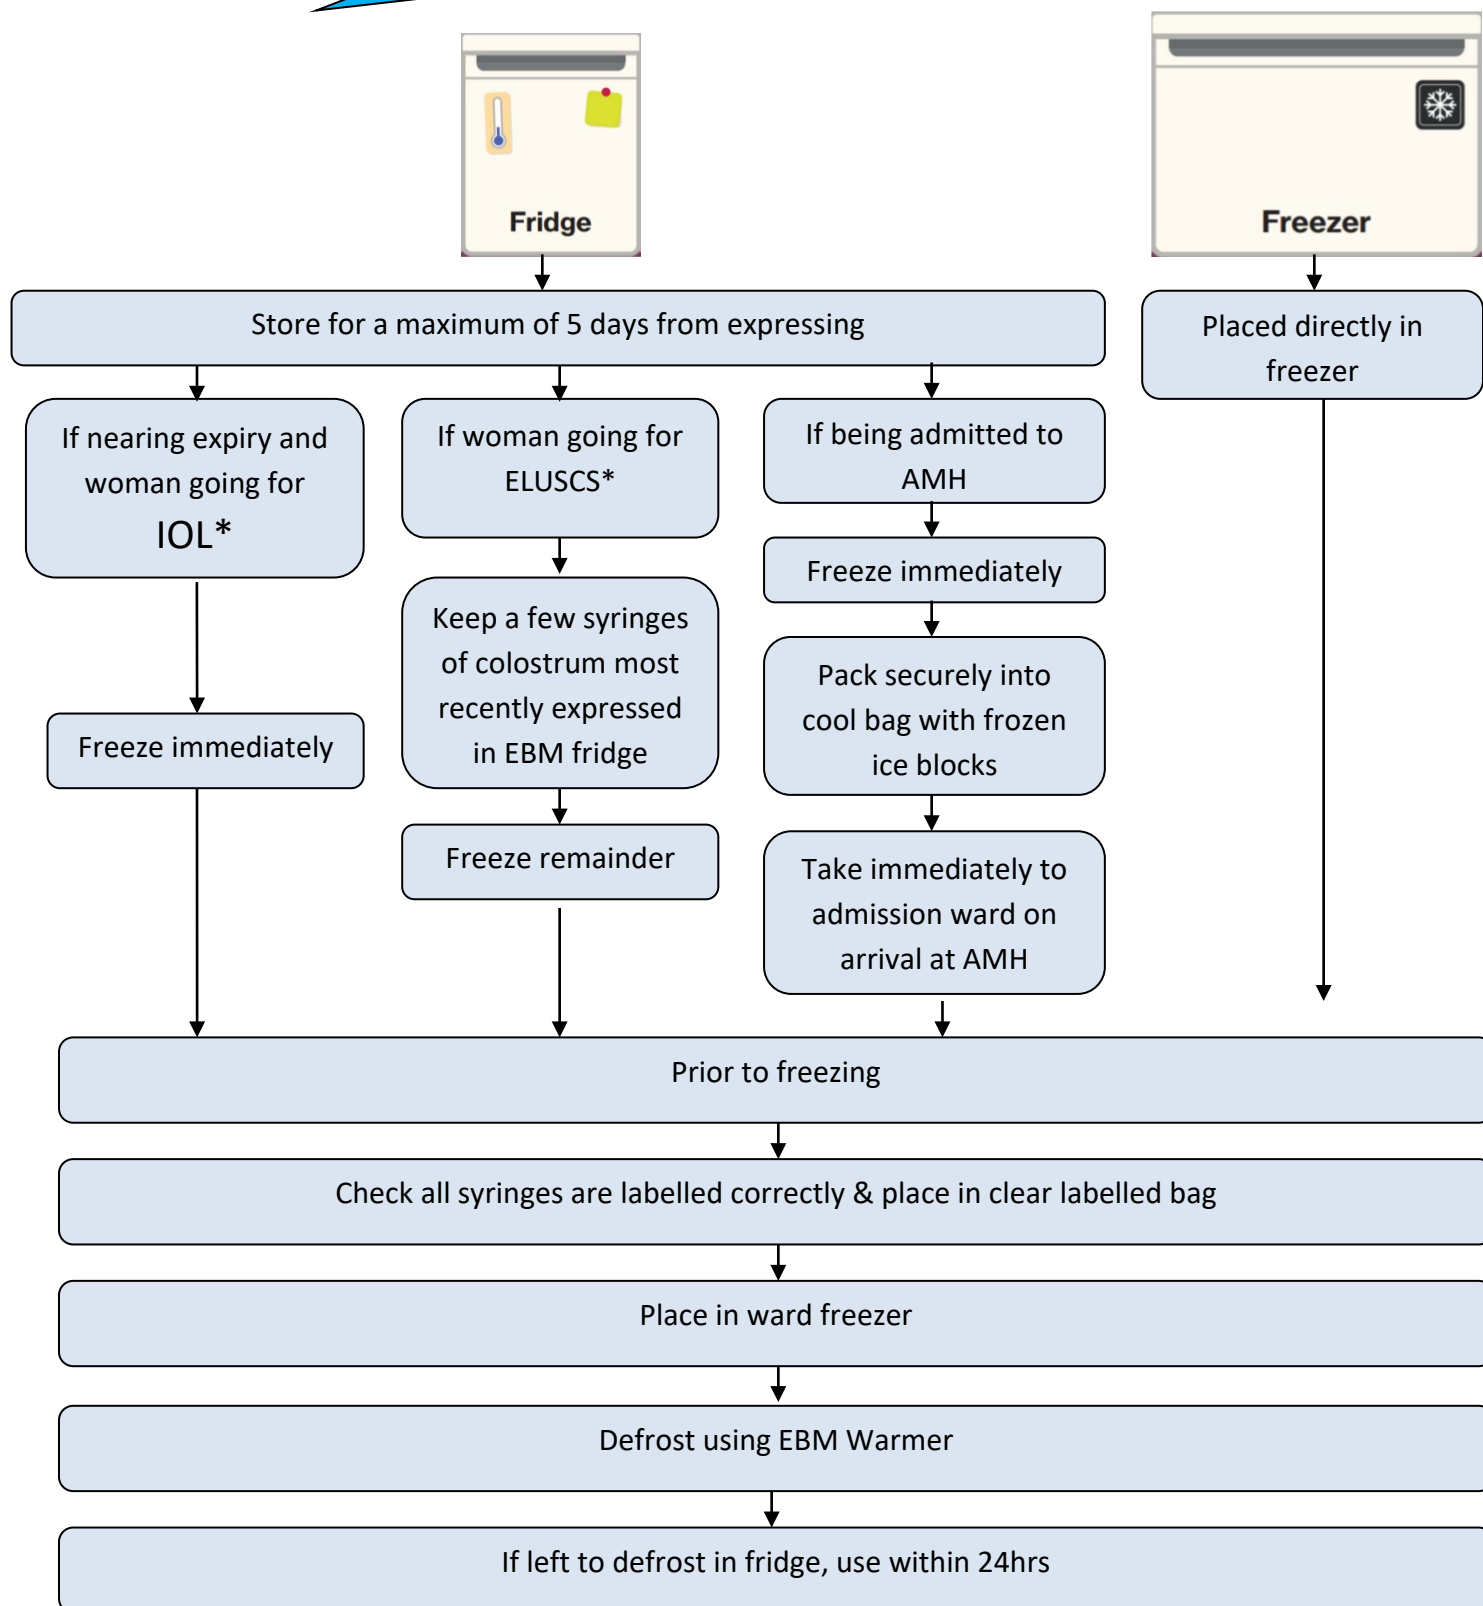 Fridge
Freezer
Store for a maximum of 5 days from expressing
Placed directly in
freezer
If nearing expiry and
woman going for
IOL*
If woman going for
ELUSCS*
If being admitted to
AMH
Freeze immediately
Keep a few syringes
of colostrum most
recently expressed
in EBM fridge
Pack securely into
cool bag with frozen
ice blocks
Freeze immediately
Freeze remainder
Take immediately to
admission ward on
arrival at AMH
Prior to freezing
Check all syringes are labelled correctly & place in clear labelled bag
Place in ward freezer
Defrost using EBM Warmer
If left to defrost in fridge, use within 24hrs